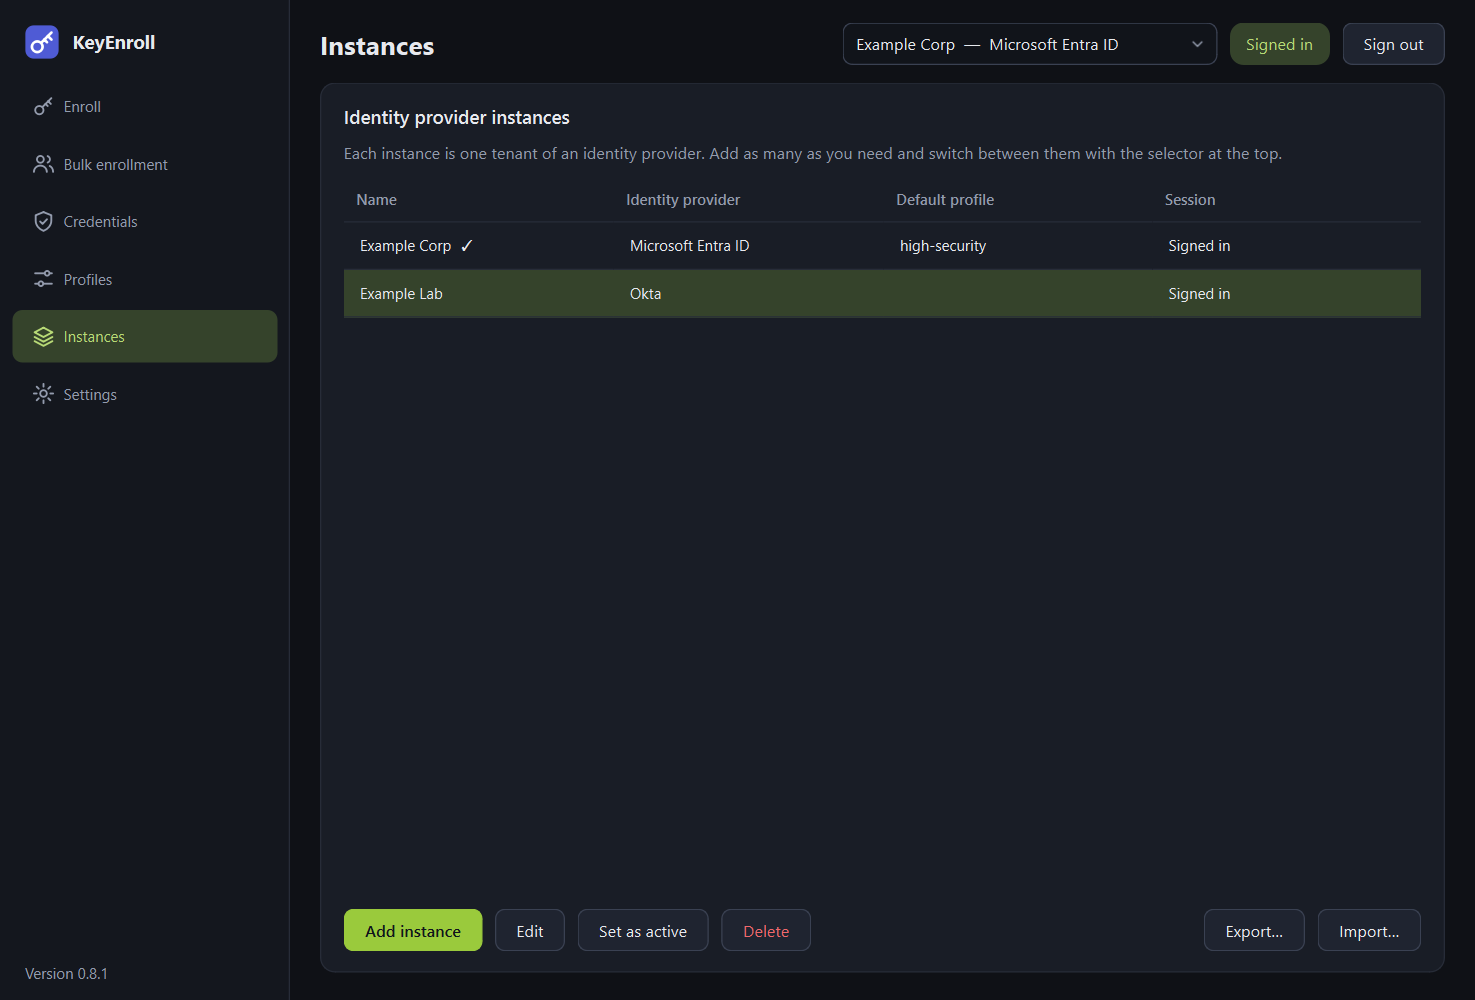 KeyEnroll
Enroll
Bulk enrollment
Credentials
Profiles
Instances
Settings
Version 0.8.1
Instances
Example Corp — Microsoft Entra ID
Signed in
Sign out
Identity provider instances
Each instance is one tenant of an identity provider. Add as many as you need and switch between them with the selector at the top.
Name Identity provider Default profile Session
Example Corp ✓ Microsoft Entra ID high-security Signed in
Example Lab Okta Signed in
Add instance Edit Set as active Delete Export... Import...